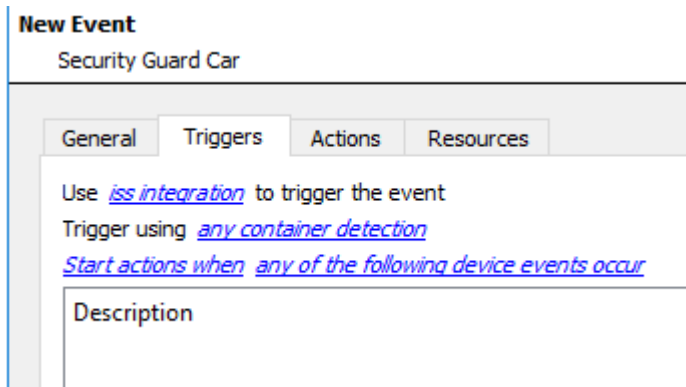 New Event
Security Guard Car
General Triggers Actions Resources
Use iss integration to trigger the event
Trigger using any container detection
Start actions when any of the following device events occur
Description